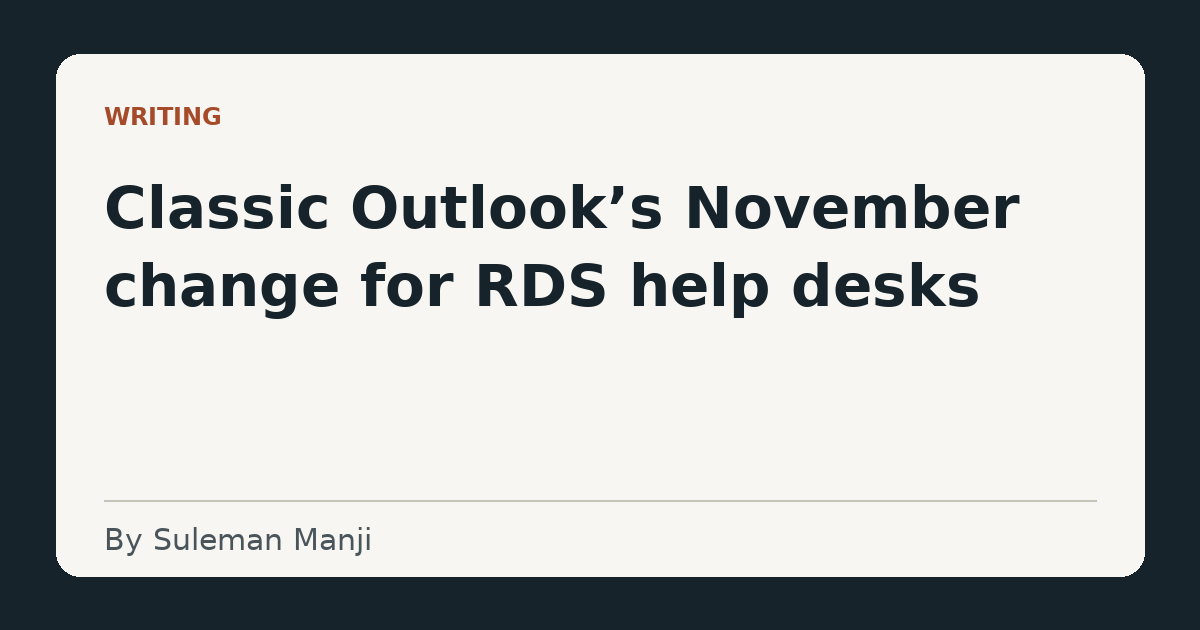 WRITING
Classic Outlook’s November
change for RDS help desks
By Suleman Manji